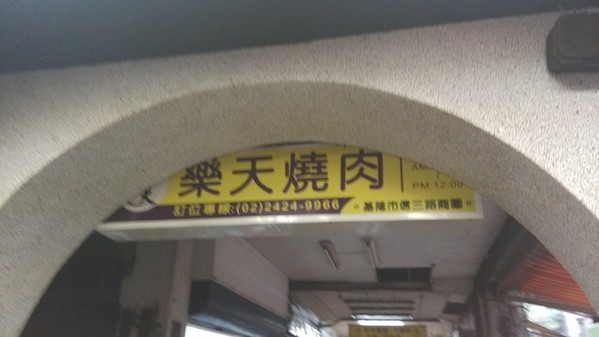 樂天燒肉
AM:
PM:12:00
訂位專線:(02)2424-9966
。基隆市信三路商圈。